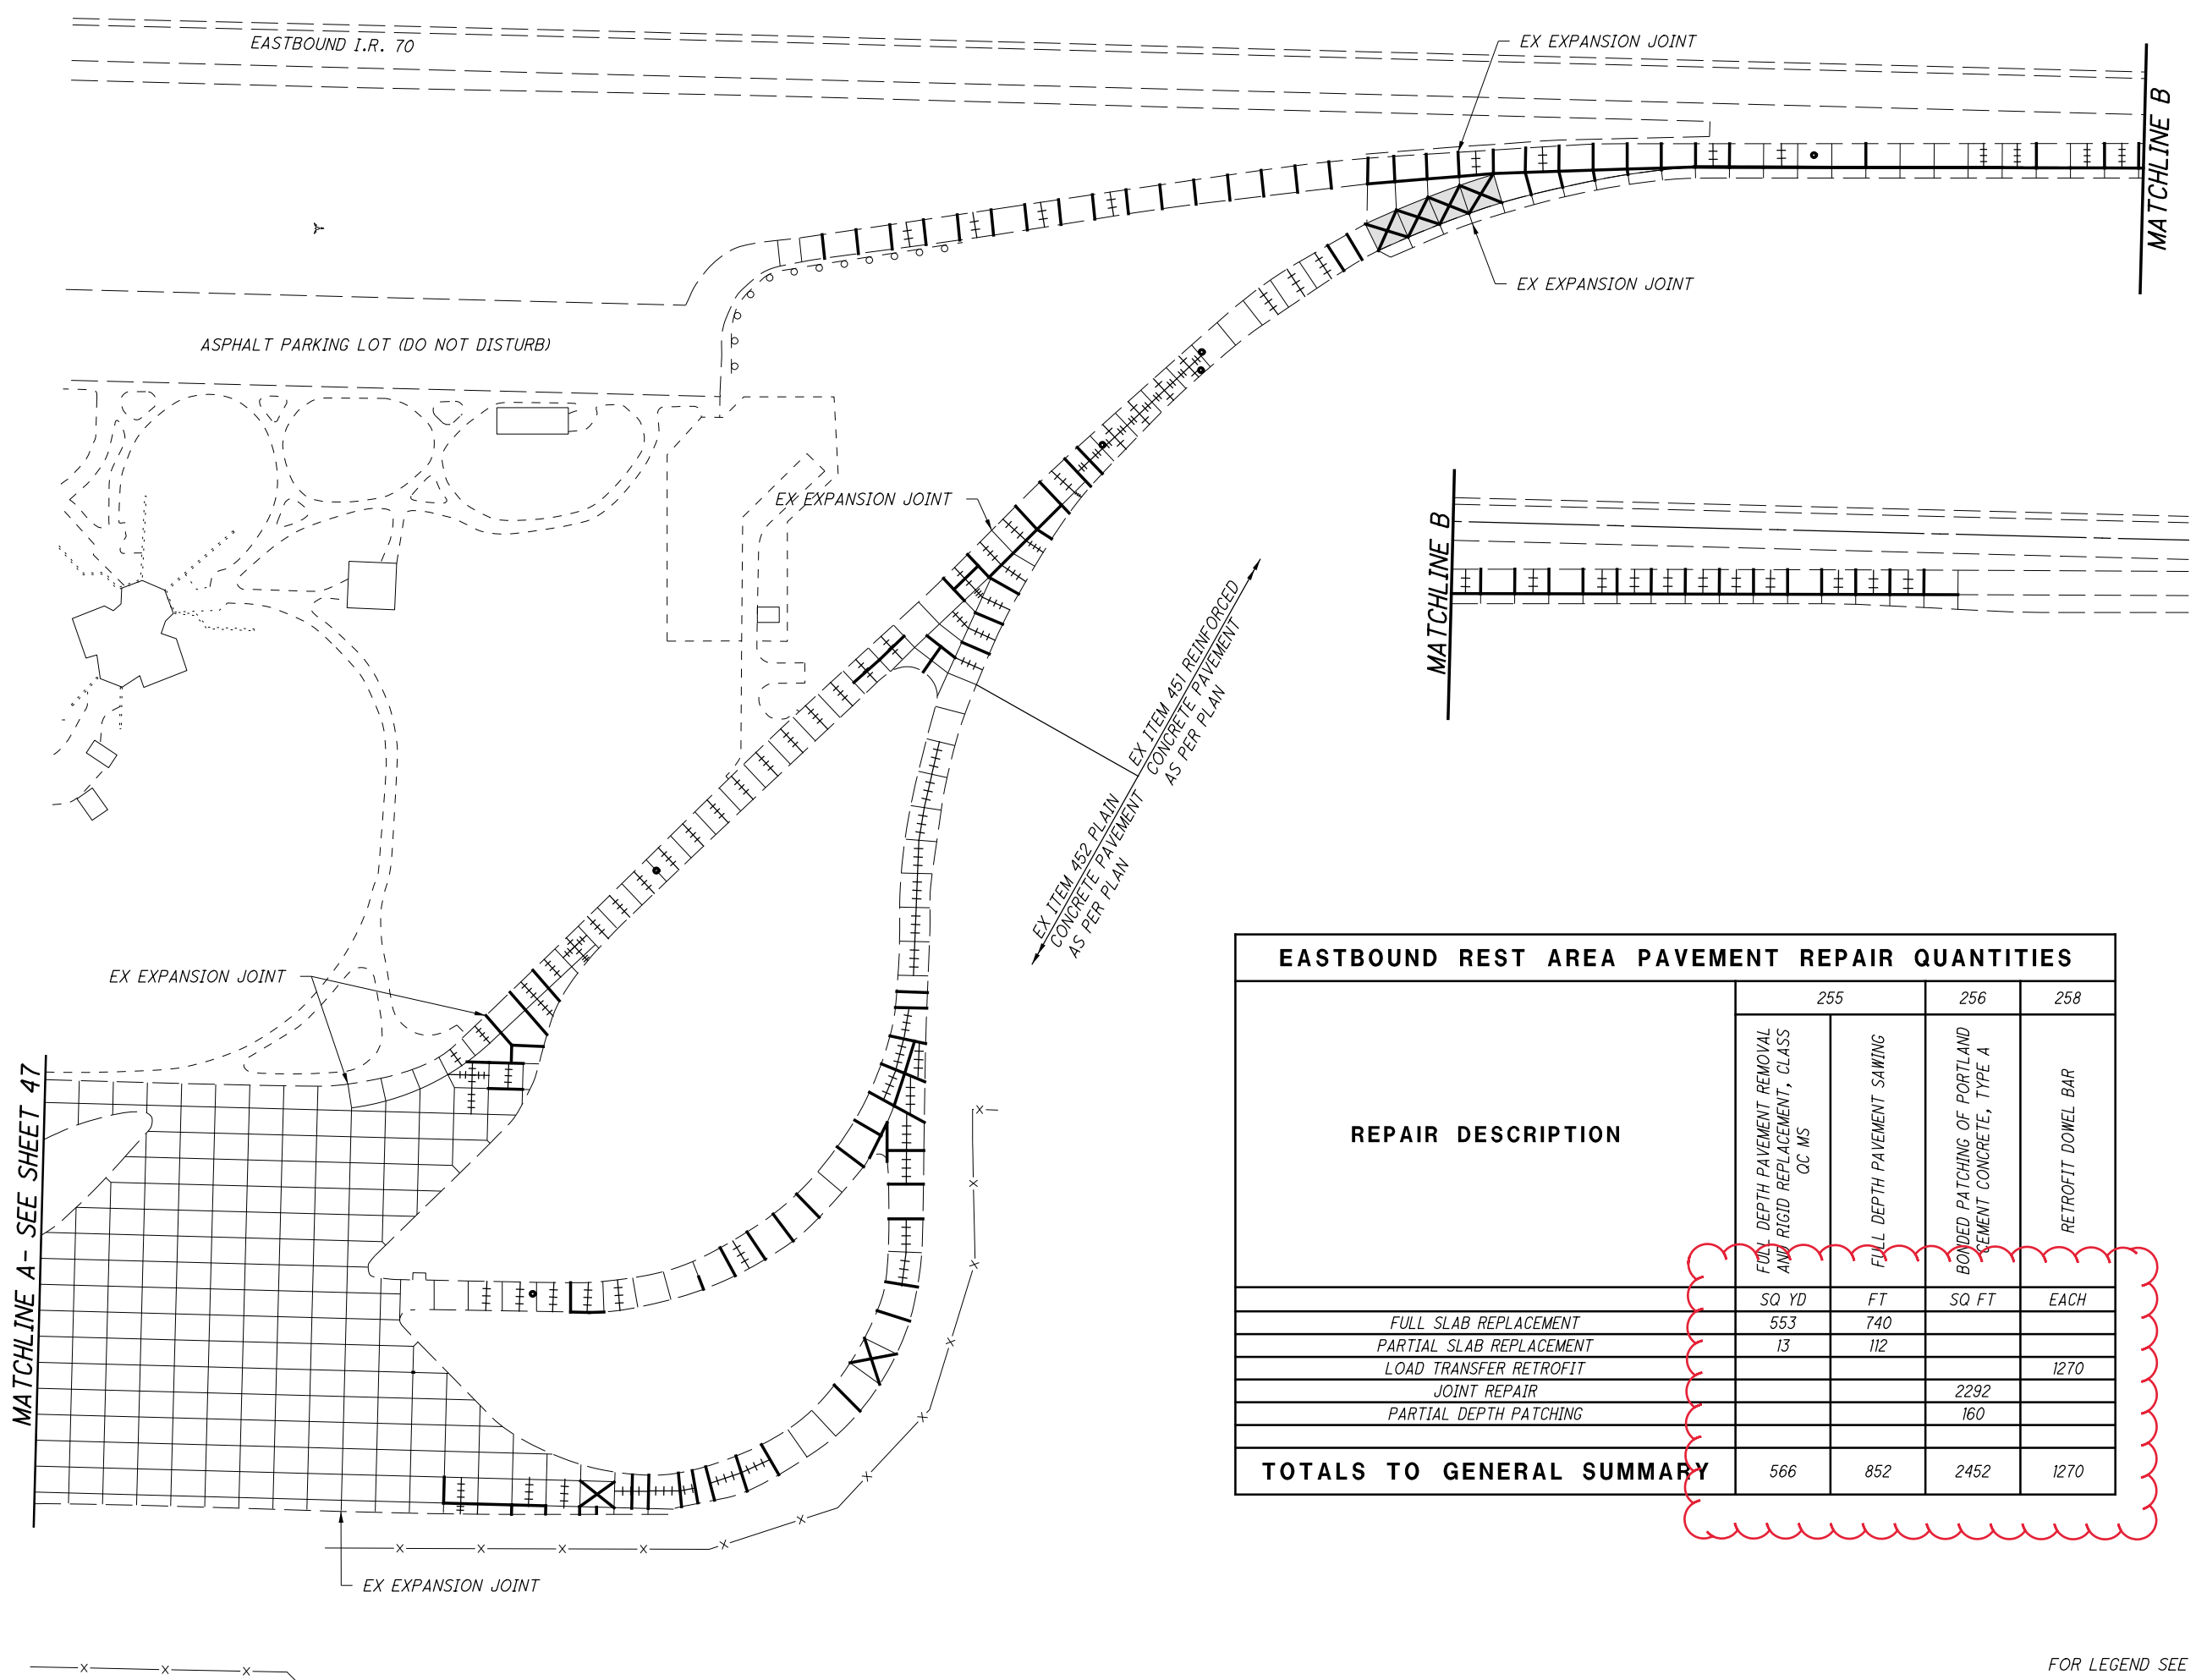 EASTBOUND I.R. 70
EX EXPANSION JOINT
MATCHLINE B
EX EXPANSION JOINT
ASPHALT PARKING LOT (DO NOT DISTURB)
EX EXPANSION JOINT
MATCHLINE B
EX ITEM 451 REINFORCED
CONCRETE PAVEMENT
AS PER PLAN
EX ITEM 452 PLAIN
CONCRETE PAVEMENT
AS PER PLAN
EX EXPANSION JOINT
MATCHLINE A - SEE SHEET 47
EX EXPANSION JOINT
EASTBOUND REST AREA PAVEMENT REPAIR QUANTITIES
REPAIR DESCRIPTION
255 256 258
FULL DEPTH PAVEMENT REMOVAL
AND RIGID REPLACEMENT, CLASS
QC MS
FULL DEPTH PAVEMENT SAWING
BONDED PATCHING OF PORTLAND
CEMENT CONCRETE, TYPE A
RETROFIT DOWEL BAR
SQ YD FT SQ FT EACH
FULL SLAB REPLACEMENT 553 740
PARTIAL SLAB REPLACEMENT 13 112
LOAD TRANSFER RETROFIT 1270
JOINT REPAIR 2292
PARTIAL DEPTH PATCHING 160
TOTALS TO GENERAL SUMMARY 566 852 2452 1270
FOR LEGEND SEE